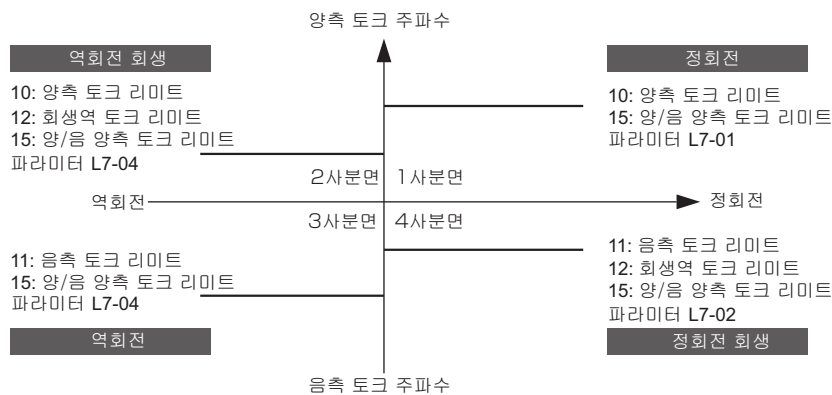 양측 토크 주파수
역회전 회생
10: 양측 토크 리미트
12: 회생역 토크 리미트
15: 양/음 양측 토크 리미트
파라미터 L7-04
정회전
10: 양측 토크 리미트
15: 양/음 양측 토크 리미트
파라미터 L7-01
2사분면
1사분면
역회전
정회전
3사분면
4사분면
11: 음측 토크 리미트
15: 양/음 양측 토크 리미트
파라미터 L7-04
역회전
11: 음측 토크 리미트
12: 회생역 토크 리미트
15: 양/음 양측 토크 리미트
파라미터 L7-02
정회전 회생
음측 토크 주파수